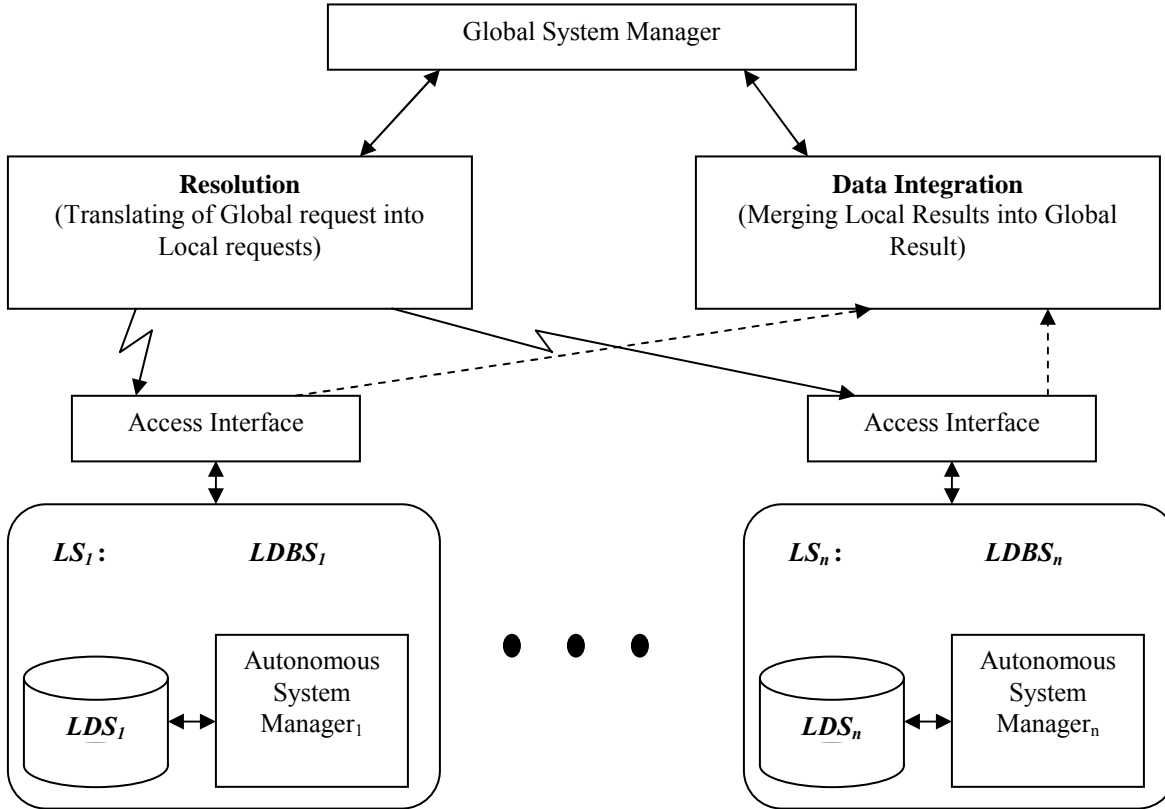 Global System Manager
Resolution
(Translating of Global request into
Local requests)
Data Integration
(Merging Local Results into Global
Result)
Access Interface
Access Interface
LS₁ : LDBS₁
LSₙ : LDBSₙ
LDS₁
Autonomous
System
Manager₁
LDSₙ
Autonomous
System
Managerₙ